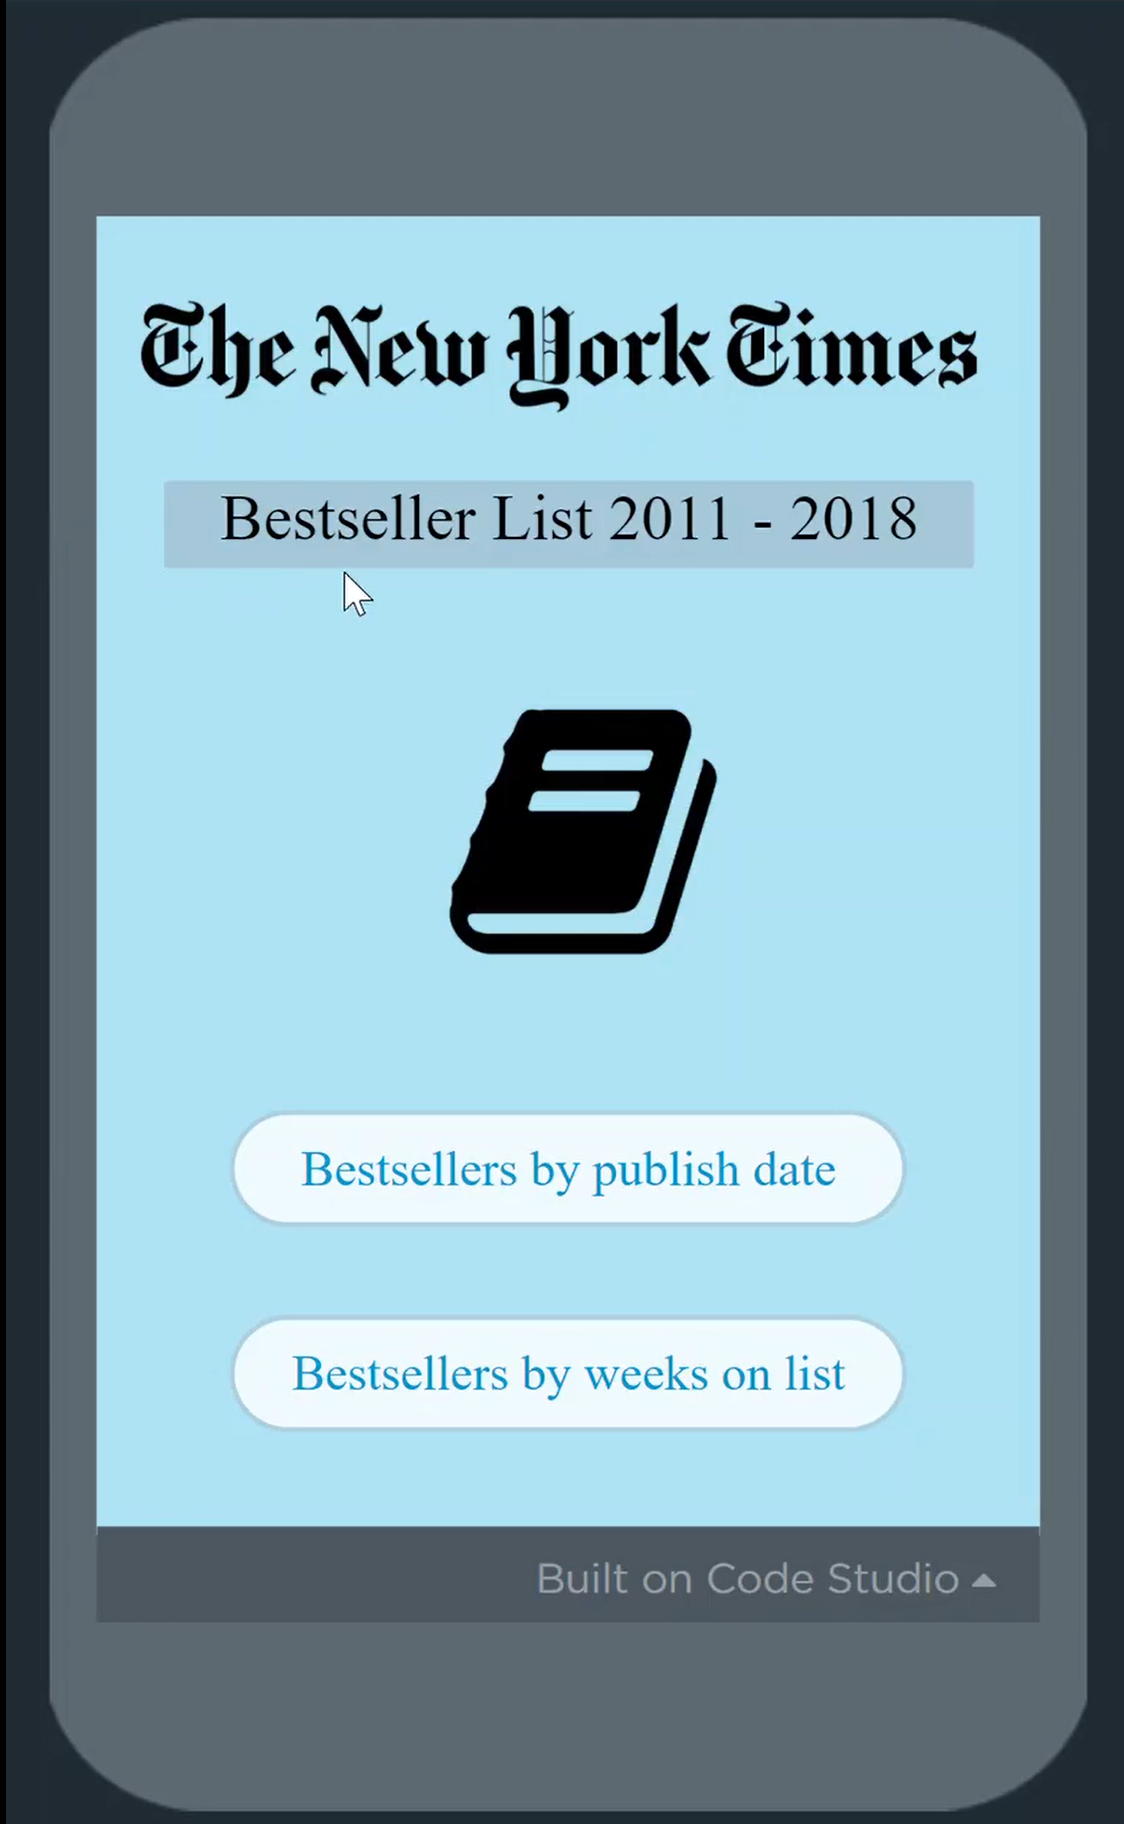 The New York Times
Bestseller List 2011 - 2018
Bestsellers by publish date
Bestsellers by weeks on list
Built on Code Studio